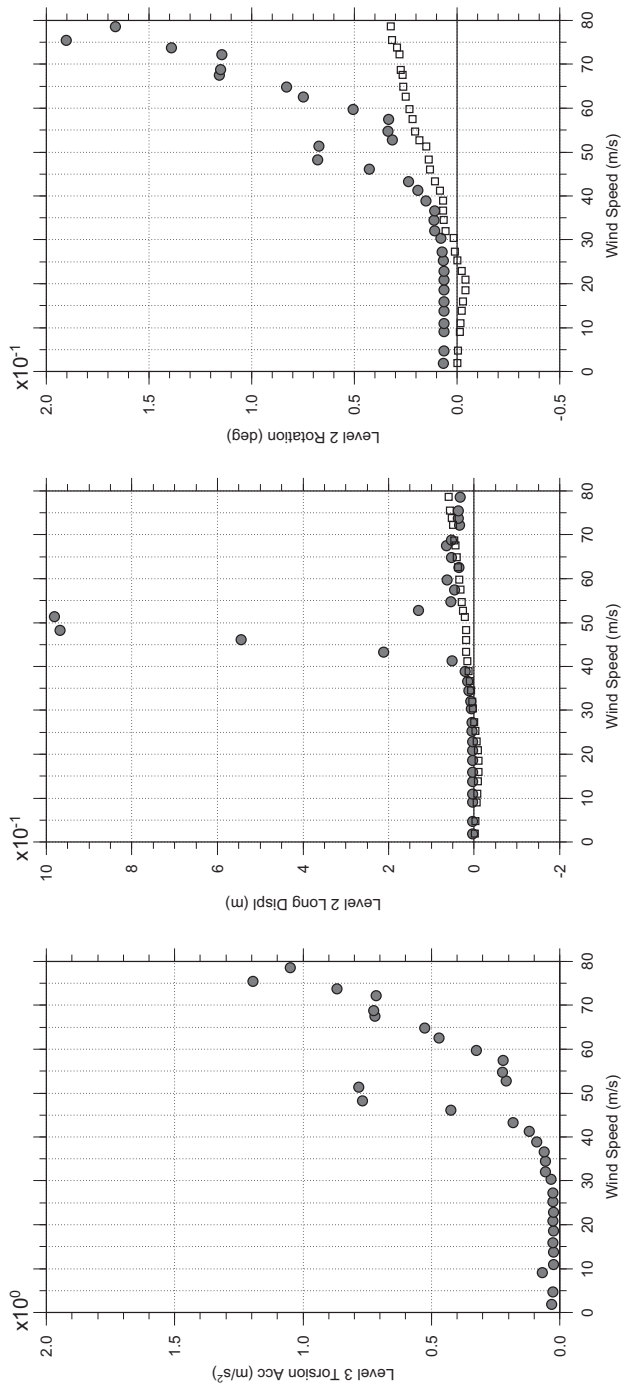 x10⁰
2.0
1.5
1.0
0.5
0.0
Level 3 Torsion Acc (m/s²)
0 10 20 30 40 50 60 70 80
Wind Speed (m/s)
x10⁻¹
10
8
6
4
2
0
-2
Level 2 Long Displ (m)
0 10 20 30 40 50 60 70 80
Wind Speed (m/s)
x10⁻¹
2.0
1.5
1.0
0.5
0.0
-0.5
Level 2 Rotation (deg)
0 10 20 30 40 50 60 70 80
Wind Speed (m/s)